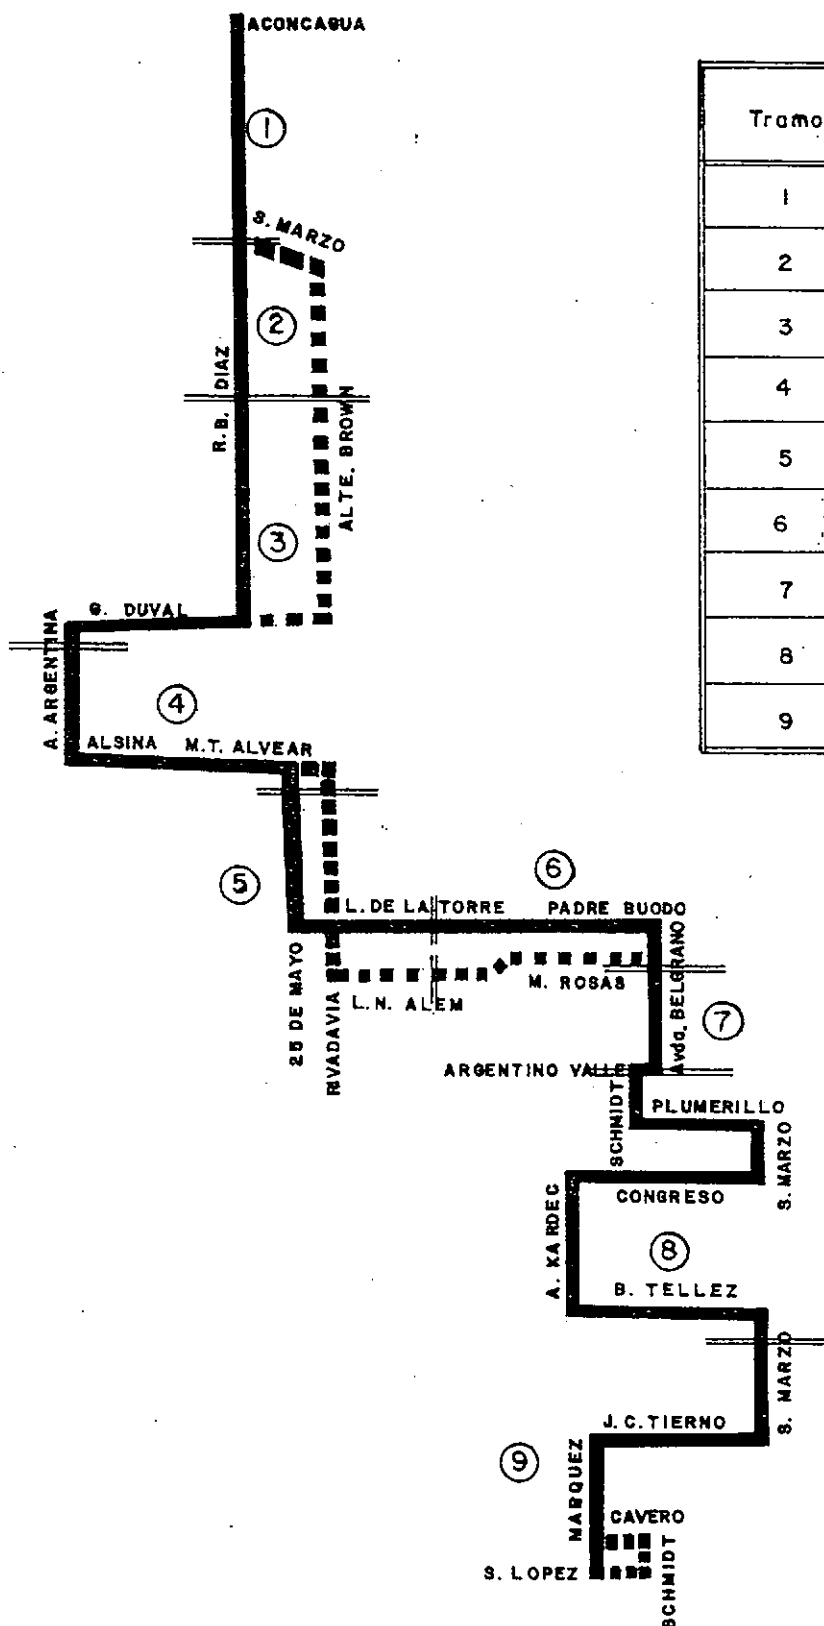 ACONCAGUA
Tramo
1
1
S. MARZO
2
2
3
R.B. DIAZ
ALTE. BROWN
4
5
6
3
7
G. DUVAL
A. ARGENTINA
8
4
9
ALSINA M.T. ALVEAR
6
5
L. DE LA TORRE PADRE BUODO
25 DE MAYO
RIVADAVIA
M. ROSAS
L.N. ALEM
Avda. BELGRANO
7
ARGENTINO VALLE
SCHMIDT
PLUMERILLO
S. MARZO
CONGRESO
A. KARDEC
8
B. TELLEZ
S. MARZO
J.C. TIERNO
9
MARQUEZ
CAVERO
S. LOPEZ
SCHMIDT